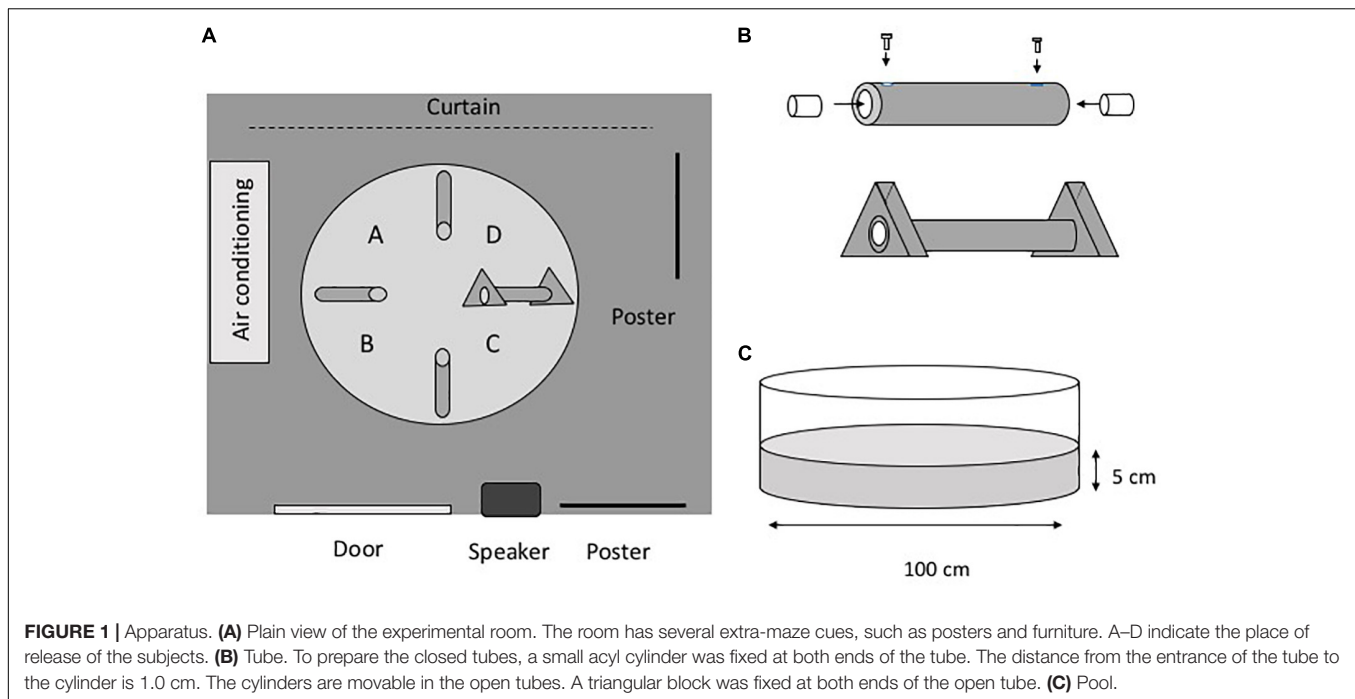 A
Curtain
Air conditioning
A
D
B
C
Poster
Door
Speaker
Poster
B
C
5 cm
100 cm
FIGURE 1 | Apparatus. (A) Plain view of the experimental room. The room has several extra-maze cues, such as posters and furniture. A–D indicate the place of
release of the subjects. (B) Tube. To prepare the closed tubes, a small acyl cylinder was fixed at both ends of the tube. The distance from the entrance of the tube to
the cylinder is 1.0 cm. The cylinders are movable in the open tubes. A triangular block was fixed at both ends of the open tube. (C) Pool.